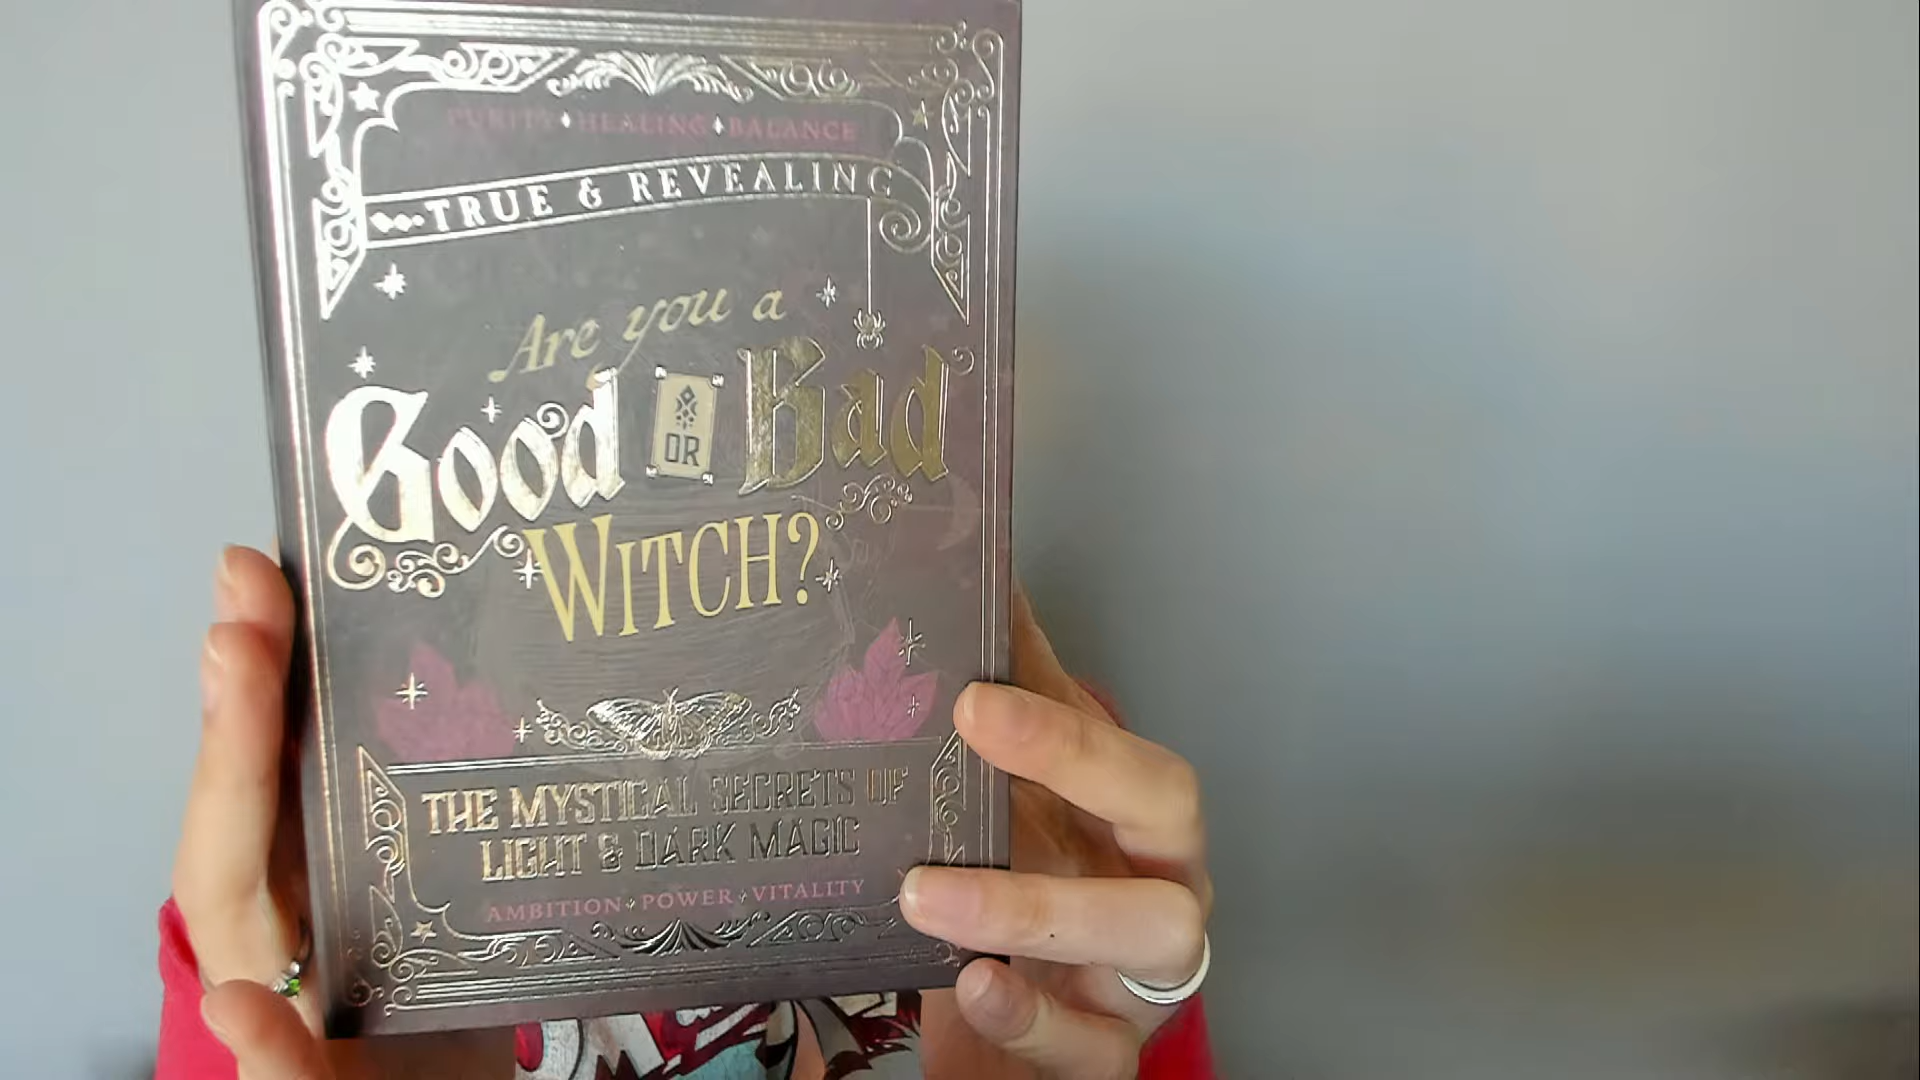 PURITY HEALING BALANCE
TRUE & REVEALING
Are you a
Good OR Bad
WITCH?
THE MYSTICAL SECRETS OF
LIGHT & DARK MAGIC
AMBITION POWER VITALITY